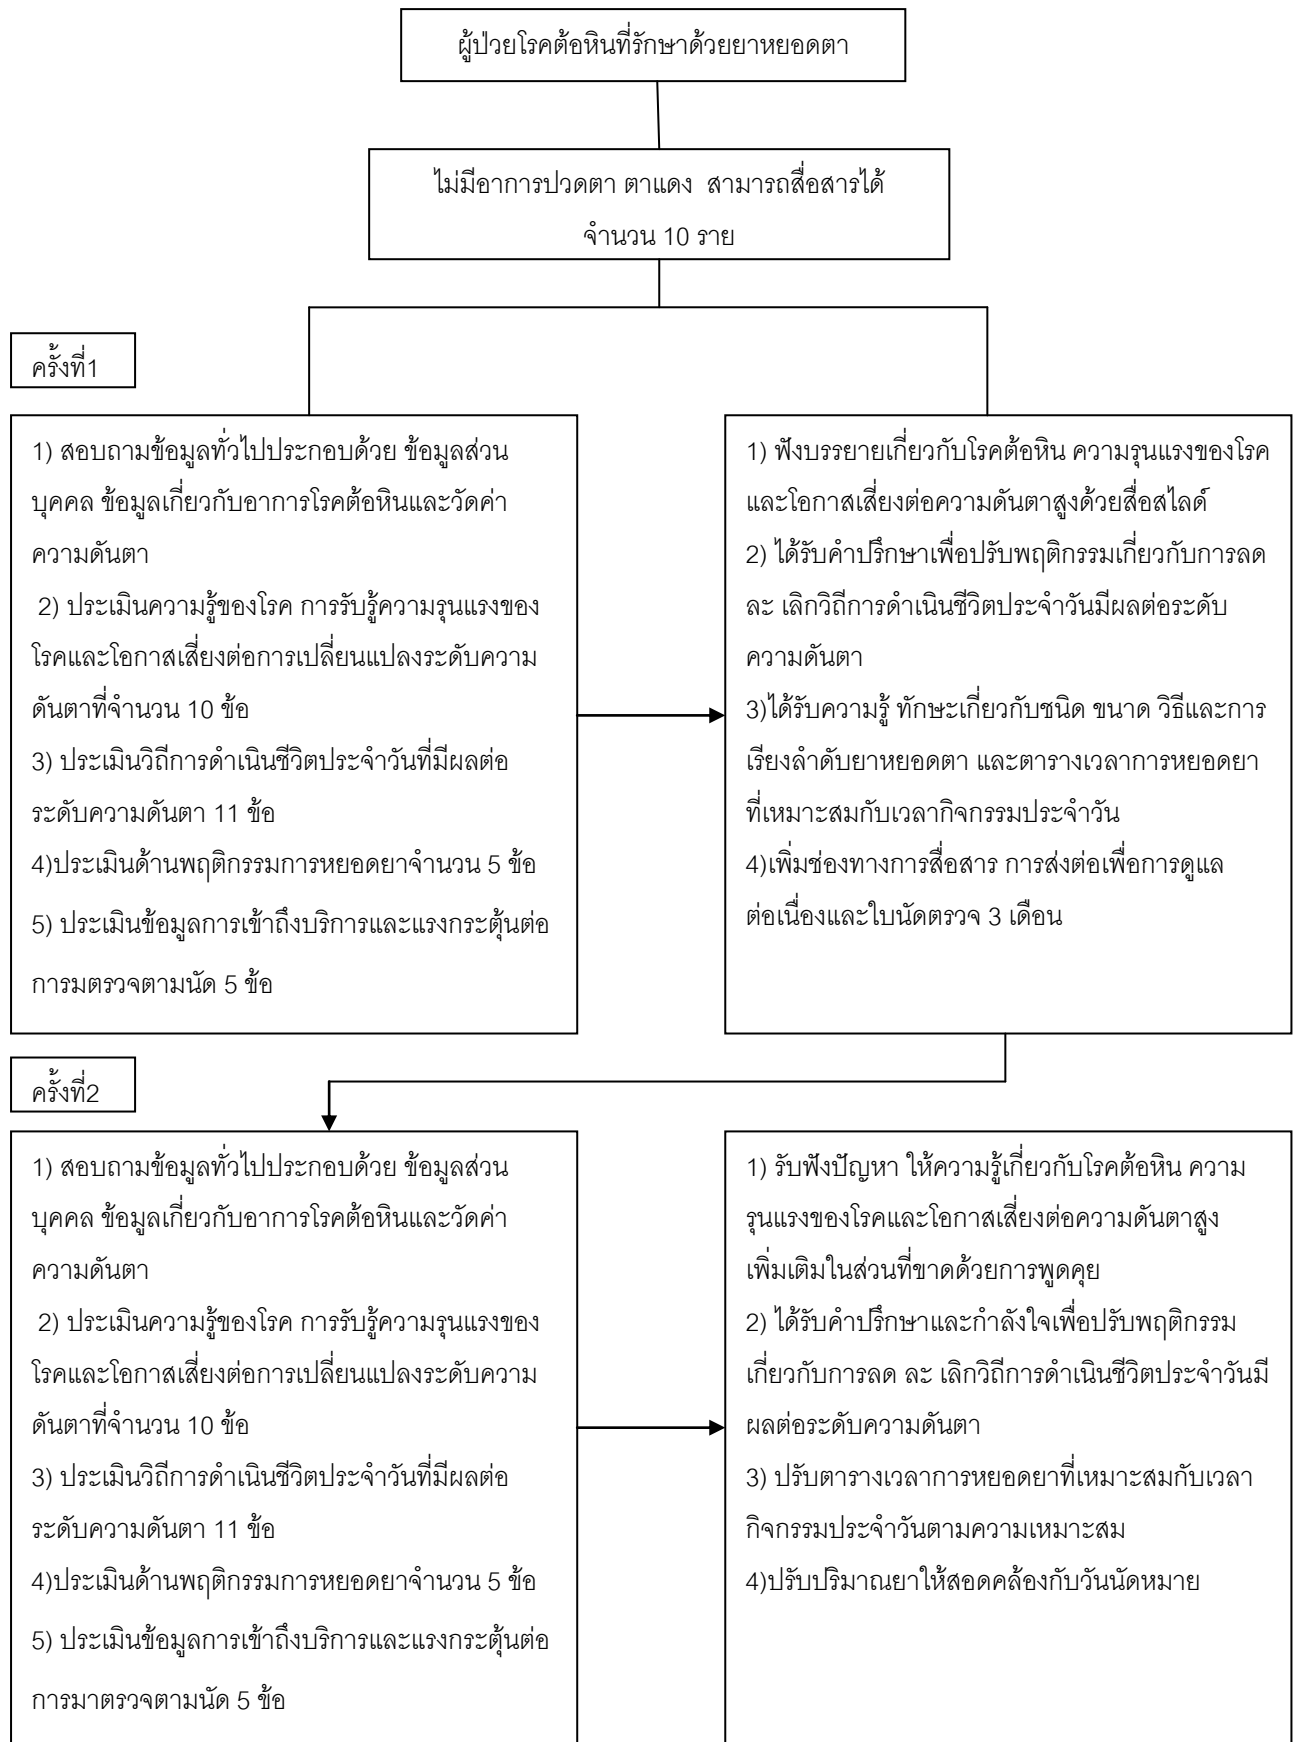 ผู้ป่วยโรคต้อหินที่รักษาด้วยยาหยอดตา
ไม่มีอาการปวดตา ตาแดง สามารถสื่อสารได้
จำนวน 10 ราย
ครั้งที่1
1) สอบถามข้อมูลทั่วไปประกอบด้วย ข้อมูลส่วน
บุคคล ข้อมูลเกี่ยวกับอาการโรคต้อหินและวัดค่า
ความดันตา
2) ประเมินความรู้ของโรค การรับรู้ความรุนแรงของ
โรคและโอกาสเสี่ยงต่อการเปลี่ยนแปลงระดับความ
ดันตาที่จำนวน 10 ข้อ
3) ประเมินวิถีการดำเนินชีวิตประจำวันที่มีผลต่อ
ระดับความดันตา 11 ข้อ
4)ประเมินด้านพฤติกรรมการหยอดยาจำนวน 5 ข้อ
5) ประเมินข้อมูลการเข้าถึงบริการและแรงกระตุ้นต่อ
การมตรวจตามนัด 5 ข้อ
1) ฟังบรรยายเกี่ยวกับโรคต้อหิน ความรุนแรงของโรค
และโอกาสเสี่ยงต่อความดันตาสูงด้วยสื่อสไลด์
2) ได้รับคำปรึกษาเพื่อปรับพฤติกรรมเกี่ยวกับการลด
ละ เลิกวิถีการดำเนินชีวิตประจำวันมีผลต่อระดับ
ความดันตา
3)ได้รับความรู้ ทักษะเกี่ยวกับชนิด ขนาด วิธีและการ
เรียงลำดับยาหยอดตา และตารางเวลาการหยอดยา
ที่เหมาะสมกับเวลากิจกรรมประจำวัน
4)เพิ่มช่องทางการสื่อสาร การส่งต่อเพื่อการดูแล
ต่อเนื่องและใบนัดตรวจ 3 เดือน
ครั้งที่2
1) สอบถามข้อมูลทั่วไปประกอบด้วย ข้อมูลส่วน
บุคคล ข้อมูลเกี่ยวกับอาการโรคต้อหินและวัดค่า
ความดันตา
2) ประเมินความรู้ของโรค การรับรู้ความรุนแรงของ
โรคและโอกาสเสี่ยงต่อการเปลี่ยนแปลงระดับความ
ดันตาที่จำนวน 10 ข้อ
3) ประเมินวิถีการดำเนินชีวิตประจำวันที่มีผลต่อ
ระดับความดันตา 11 ข้อ
4)ประเมินด้านพฤติกรรมการหยอดยาจำนวน 5 ข้อ
5) ประเมินข้อมูลการเข้าถึงบริการและแรงกระตุ้นต่อ
การมาตรวจตามนัด 5 ข้อ
1) รับฟังปัญหา ให้ความรู้เกี่ยวกับโรคต้อหิน ความ
รุนแรงของโรคและโอกาสเสี่ยงต่อความดันตาสูง
เพิ่มเติมในส่วนที่ขาดด้วยการพูดคุย
2) ได้รับคำปรึกษาและกำลังใจเพื่อปรับพฤติกรรม
เกี่ยวกับการลด ละ เลิกวิถีการดำเนินชีวิตประจำวันมี
ผลต่อระดับความดันตา
3) ปรับตารางเวลาการหยอดยาที่เหมาะสมกับเวลา
กิจกรรมประจำวันตามความเหมาะสม
4)ปรับปริมาณยาให้สอดคล้องกับวันนัดหมาย